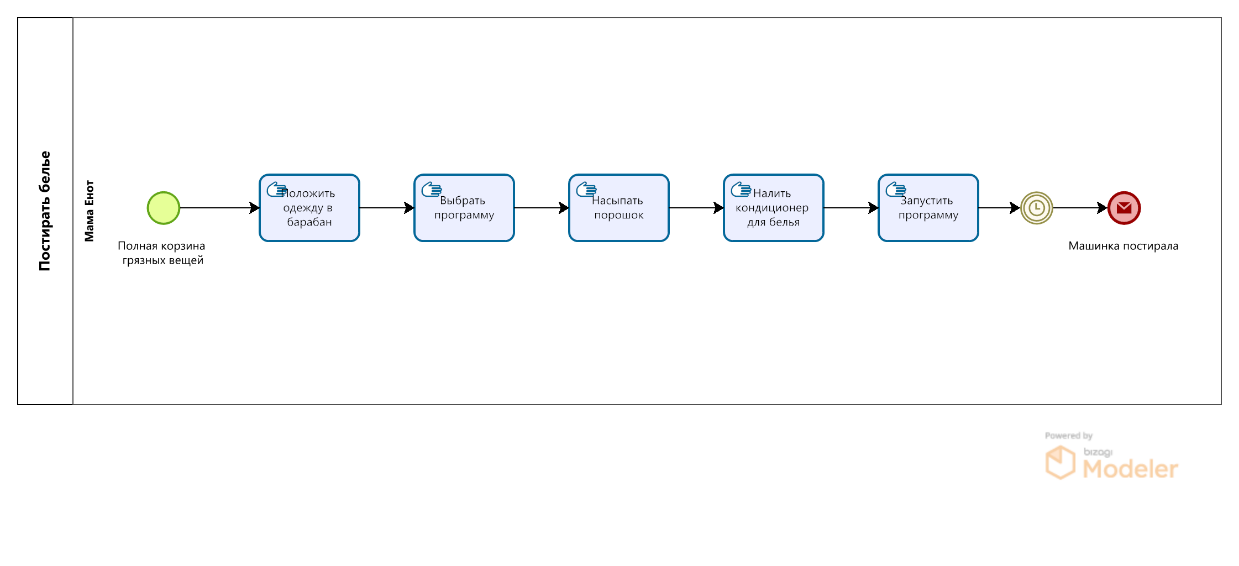 Постирать белье
Мама Енот
Полная корзина
грязных вещей
Положить
одежду в
барабан
Выбрать
программу
Насыпать
порошок
Налить
кондиционер
для белья
Запустить
программу
Машинка постирала
Powered by
bizagi
Modeler